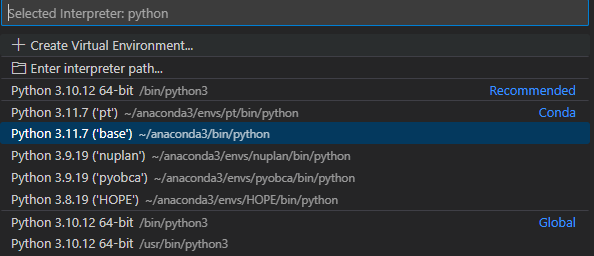 Selected Interpreter: python
Create Virtual Environment...
Enter interpreter path...
Python 3.10.12 64-bit /bin/python3 Recommended
Python 3.11.7 ('pt') ~/anaconda3/envs/pt/bin/python Conda
Python 3.11.7 ('base') ~/anaconda3/bin/python
Python 3.9.19 ('nuplan') ~/anaconda3/envs/nuplan/bin/python
Python 3.9.19 ('pyobca') ~/anaconda3/envs/pyobca/bin/python
Python 3.8.19 ('HOPE') ~/anaconda3/envs/HOPE/bin/python
Python 3.10.12 64-bit /bin/python3 Global
Python 3.10.12 64-bit /usr/bin/python3